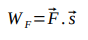 W_F = F⃗ . s⃗